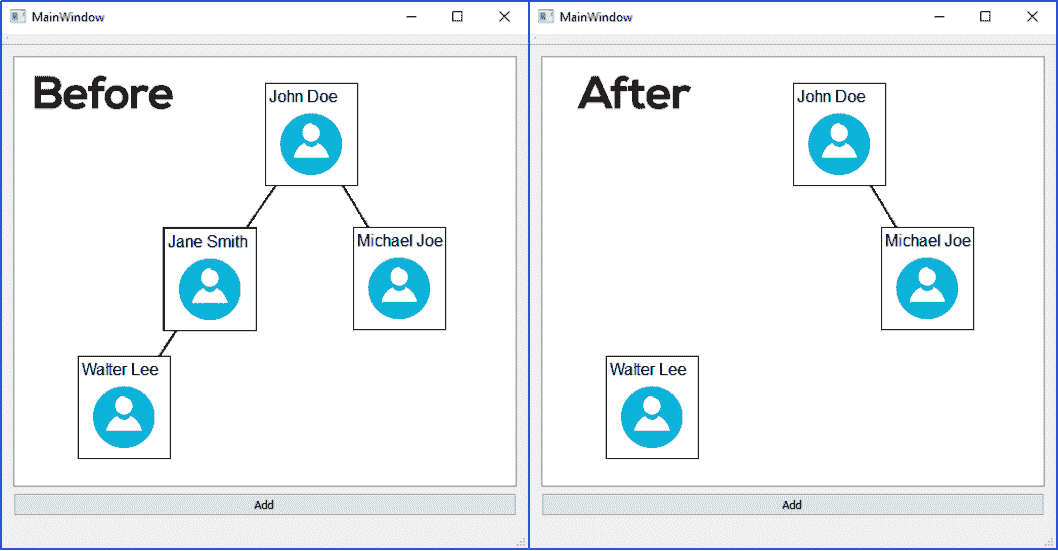 MainWindow
Before
John Doe
Jane Smith
Michael Joe
Walter Lee
Add
MainWindow
After
John Doe
Michael Joe
Walter Lee
Add